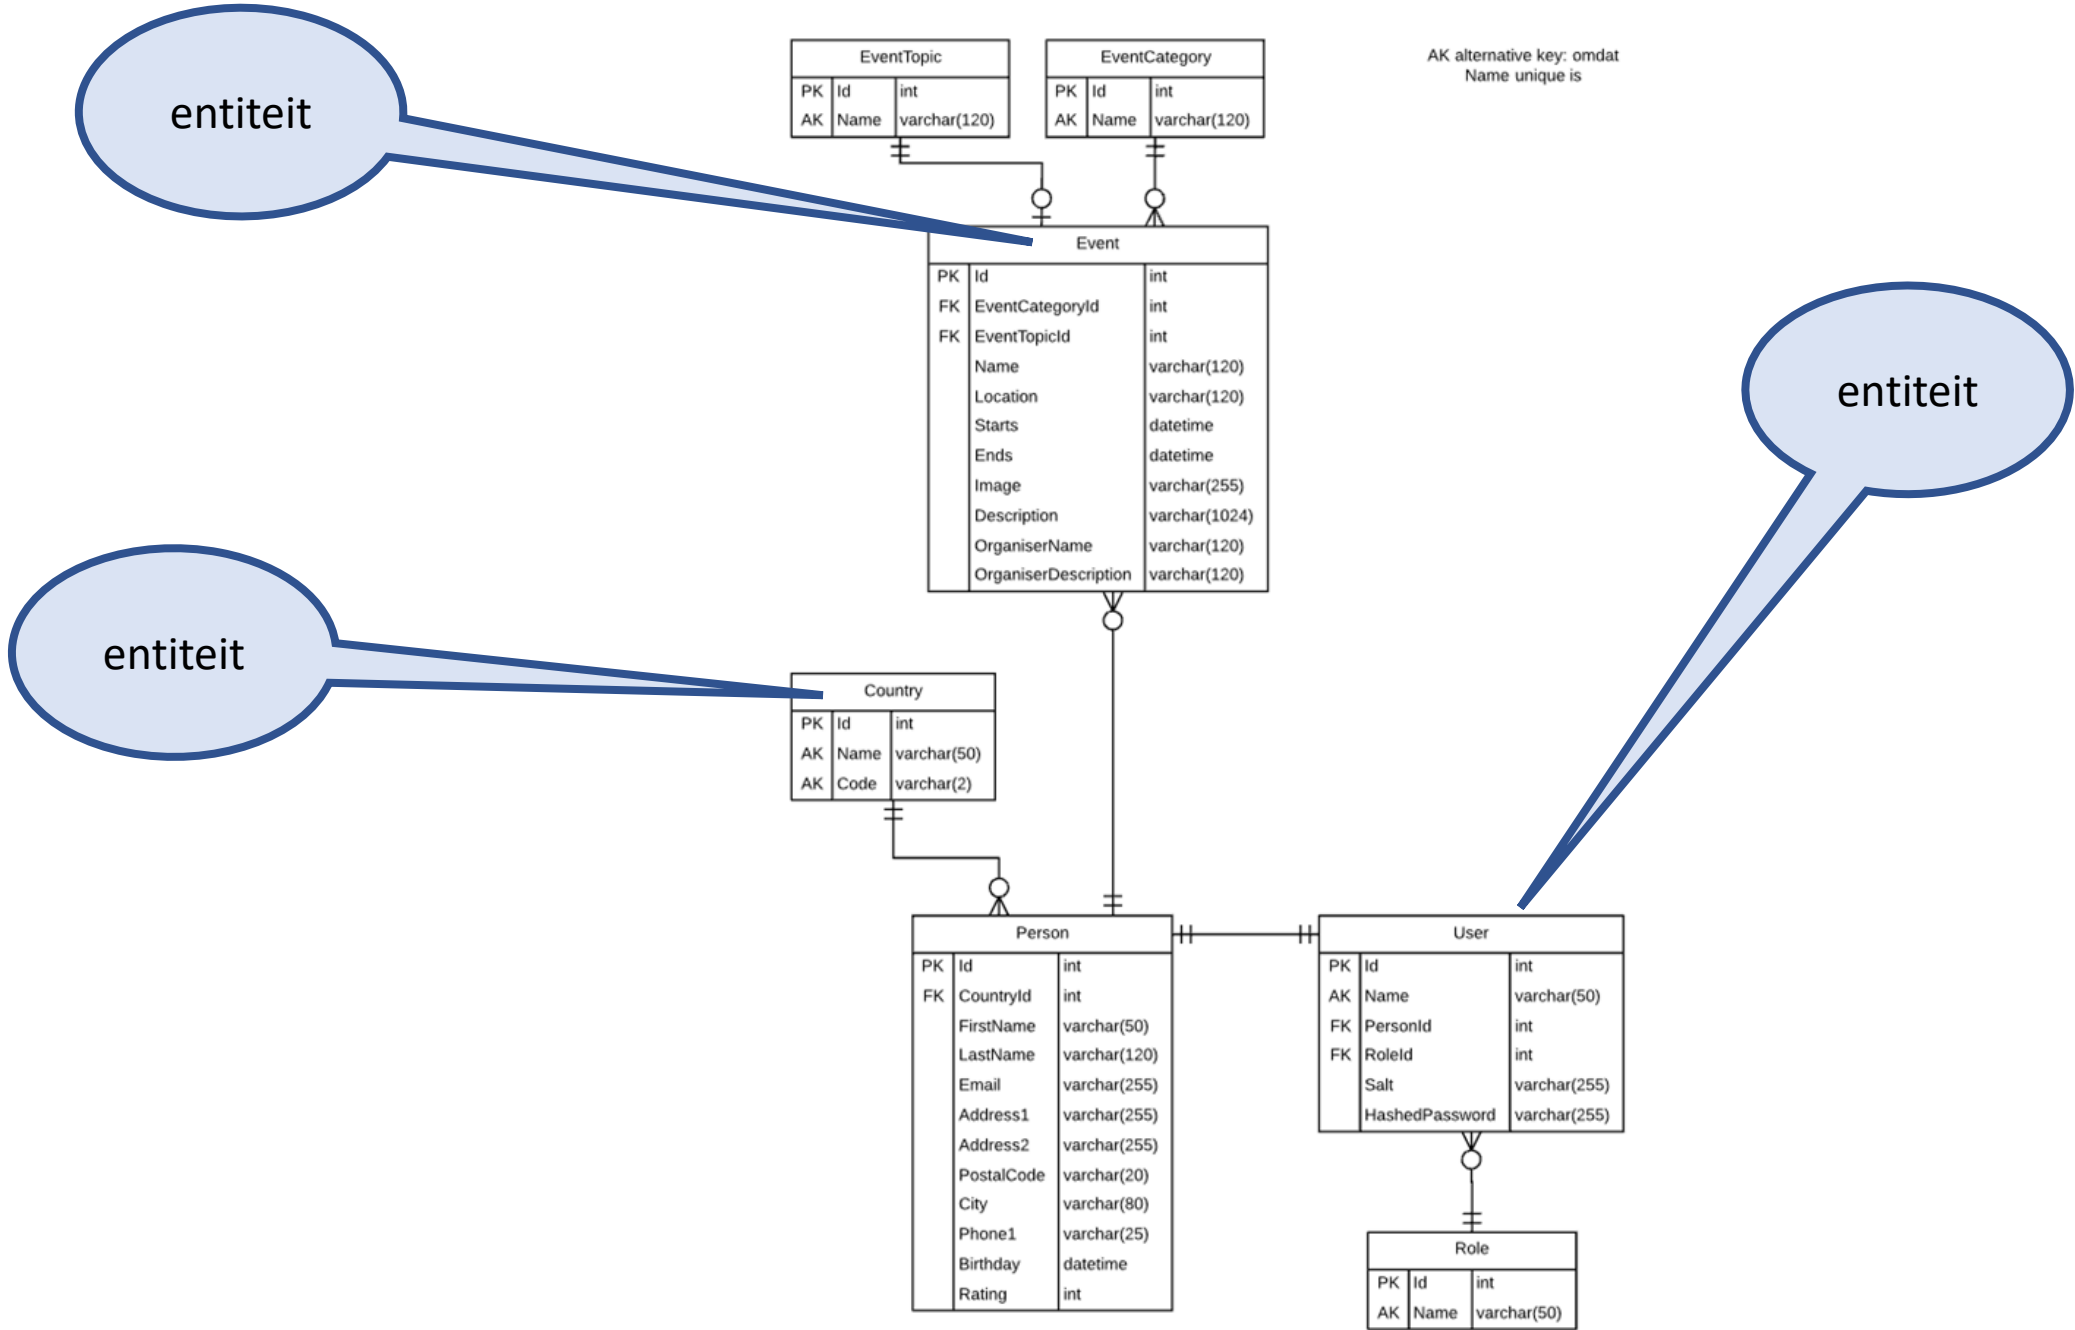 entiteit
EventTopic
PK Id int
AK Name varchar(120)
EventCategory
PK Id int
AK Name varchar(120)
AK alternative key: omdat
Name unique is
Event
PK Id int
FK EventCategoryId int
FK EventTopicId int
Name varchar(120)
Location varchar(120)
Starts datetime
Ends datetime
Image varchar(255)
Description varchar(1024)
OrganiserName varchar(120)
OrganiserDescription varchar(120)
entiteit
entiteit
Country
PK Id int
AK Name varchar(50)
AK Code varchar(2)
Person
PK Id int
FK CountryId int
FirstName varchar(50)
LastName varchar(120)
Email varchar(255)
Address1 varchar(255)
Address2 varchar(255)
PostalCode varchar(20)
City varchar(80)
Phone1 varchar(25)
Birthday datetime
Rating int
User
PK Id int
AK Name varchar(50)
FK PersonId int
FK RoleId int
Salt varchar(255)
HashedPassword varchar(255)
Role
PK Id int
AK Name varchar(50)